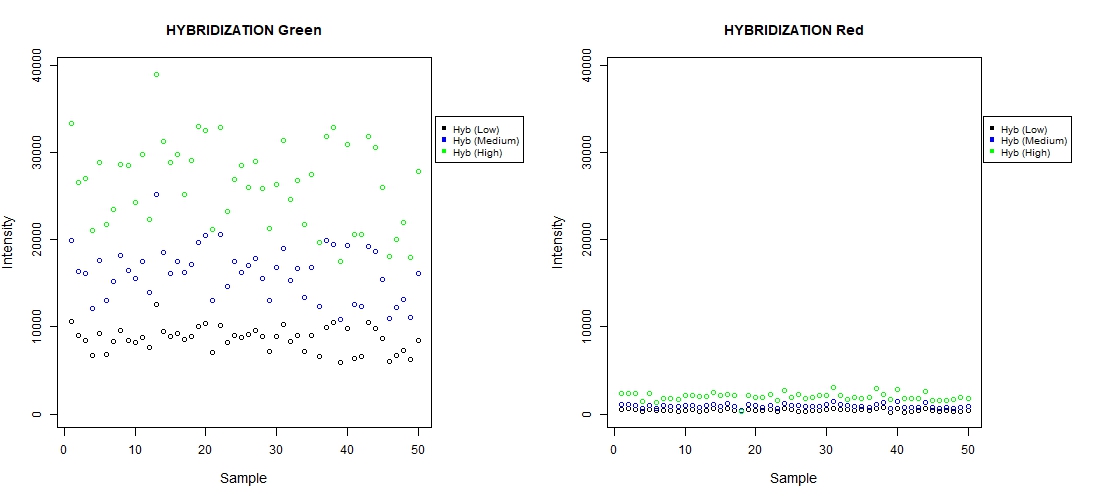 HYBRIDIZATION Green
Intensity
40000
30000
20000
10000
0
0 10 20 30 40 50
Sample
Hyb (Low)
Hyb (Medium)
Hyb (High)
HYBRIDIZATION Red
Intensity
40000
30000
20000
10000
0
0 10 20 30 40 50
Sample
Hyb (Low)
Hyb (Medium)
Hyb (High)